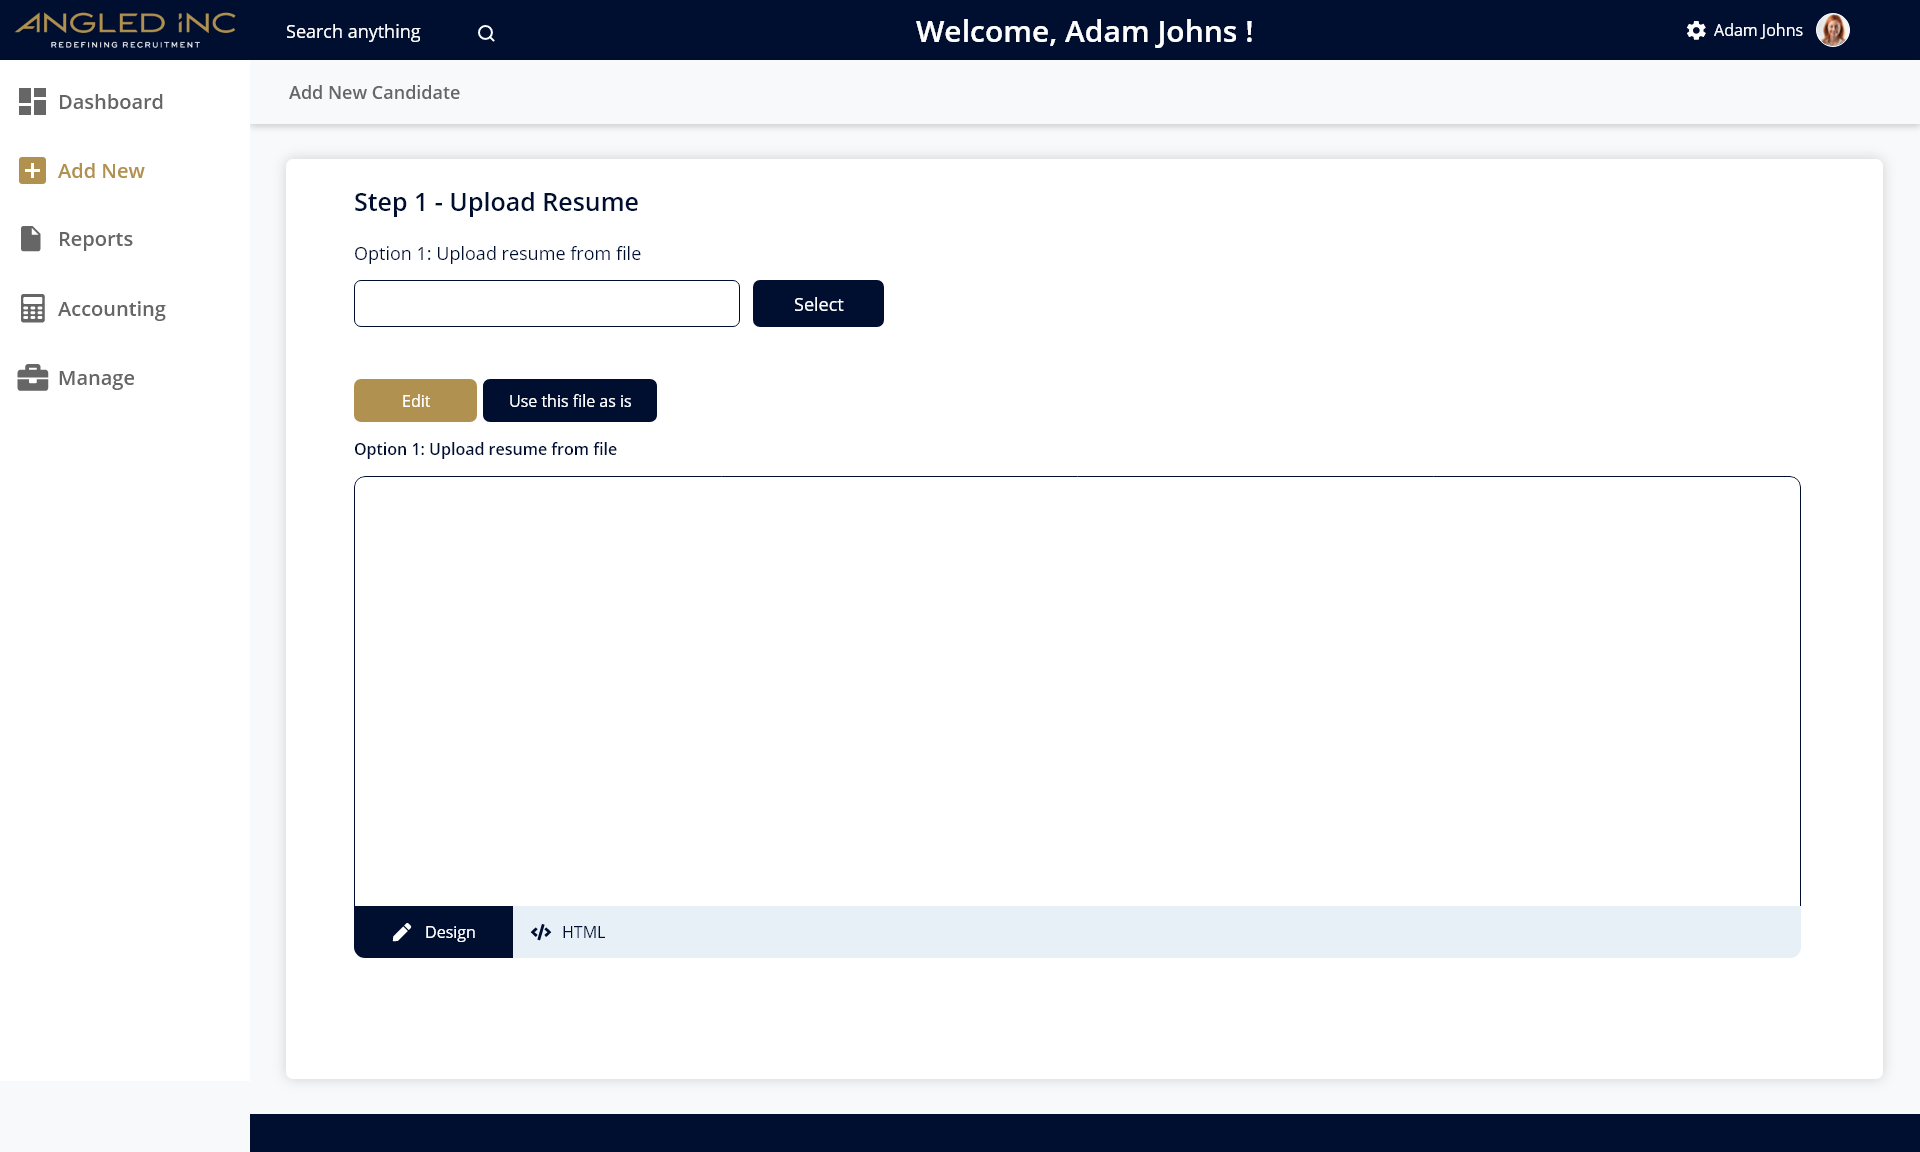 ANGLED INC
REDEFINING RECRUITMENT
Search anything
Welcome, Adam Johns !
Adam Johns
Dashboard
Add New
Reports
Accounting
Manage
Add New Candidate
Step 1 - Upload Resume
Option 1: Upload resume from file
Select
Edit
Use this file as is
Option 1: Upload resume from file
Design
HTML